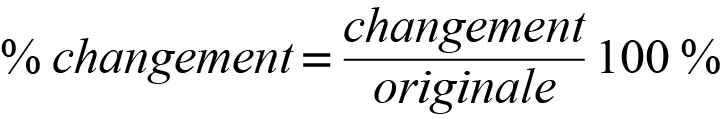 % changement = changement / originale 100 %